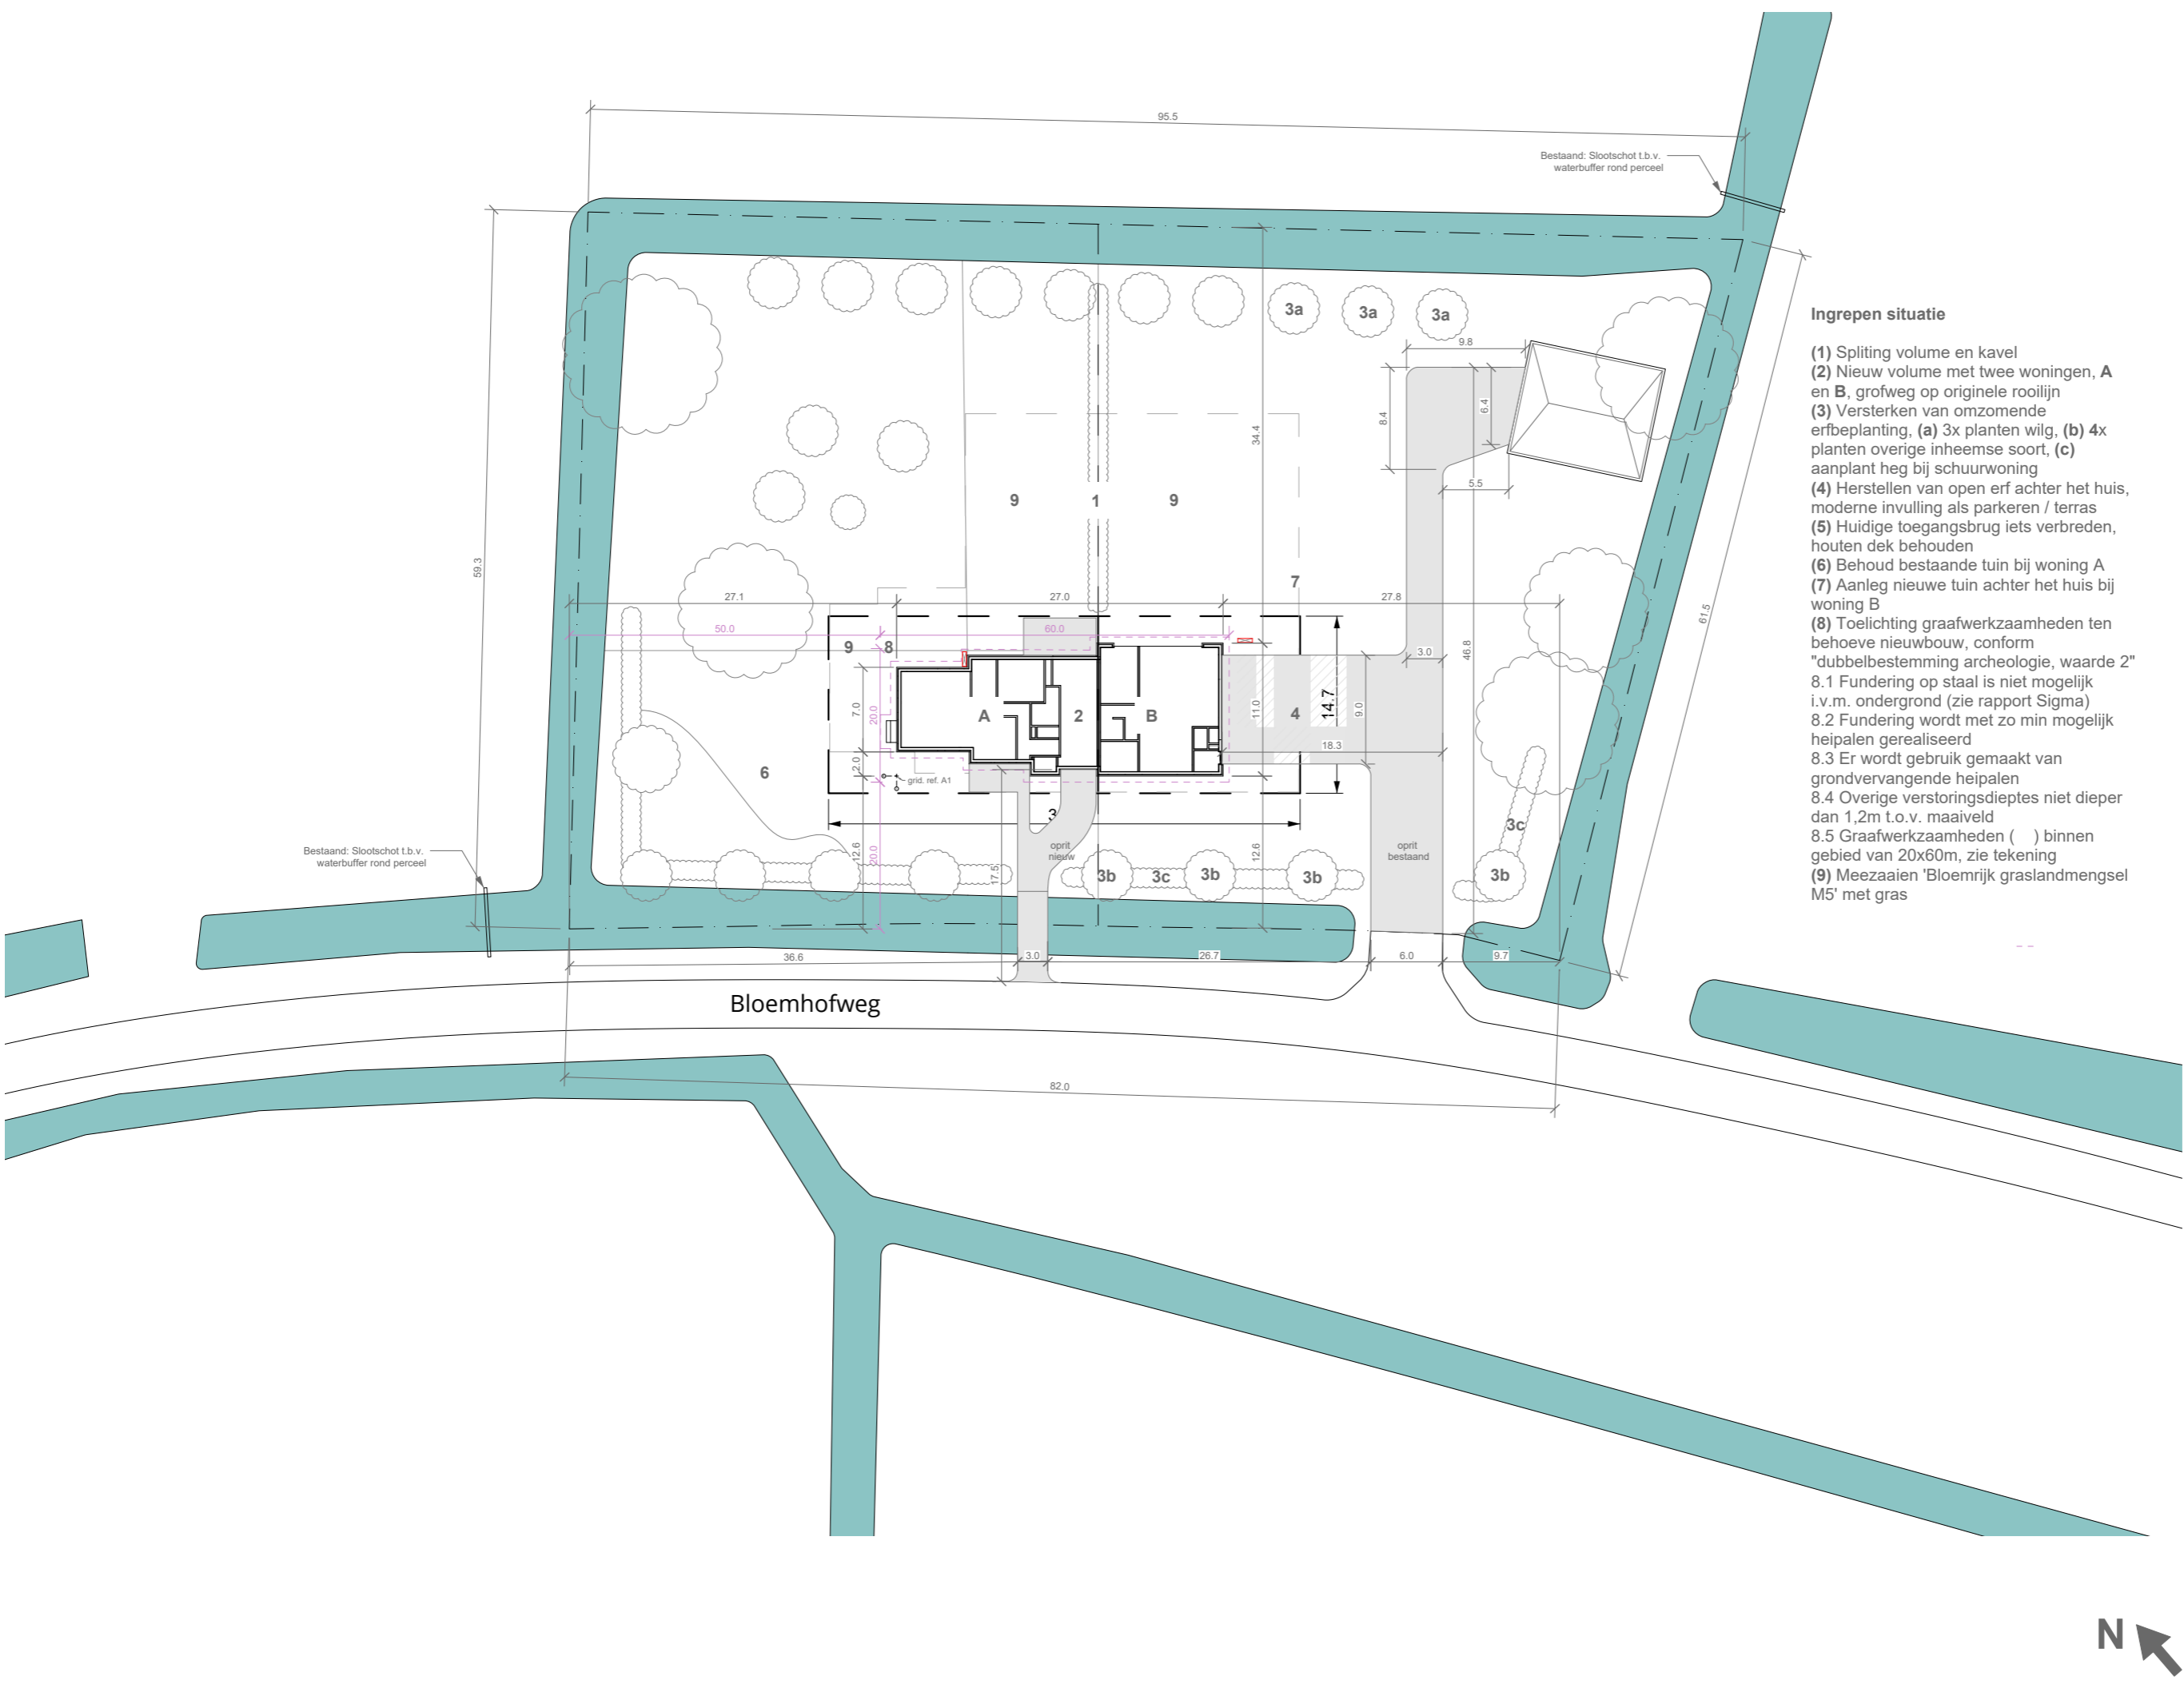 95.5
Bestaand: Slootschot t.b.v.
waterbuffer rond perceel
Ingrepen situatie
(1) Spliting volume en kavel
(2) Nieuw volume met twee woningen, A
en B, grofweg op originele rooilijn
(3) Versterken van omzomende
erfbeplanting, (a) 3x planten wilg, (b) 4x
planten overige inheemse soort, (c)
aanplant heg bij schuurwoning
(4) Herstellen van open erf achter het huis,
moderne invulling als parkeren / terras
(5) Huidige toegangsbrug iets verbreden,
houten dek behouden
(6) Behoud bestaande tuin bij woning A
(7) Aanleg nieuwe tuin achter het huis bij
woning B
(8) Toelichting graafwerkzaamheden ten
behoeve nieuwbouw, conform
"dubbelbestemming archeologie, waarde 2"
8.1 Fundering op staal is niet mogelijk
i.v.m. ondergrond (zie rapport Sigma)
8.2 Fundering wordt met zo min mogelijk
heipalen gerealiseerd
8.3 Er wordt gebruik gemaakt van
grondvervangende heipalen
8.4 Overige verstoringsdieptes niet dieper
dan 1,2m t.o.v. maaiveld
8.5 Graafwerkzaamheden ( ) binnen
gebied van 20x60m, zie tekening
(9) Meezaaien 'Bloemrijk graslandmengsel
M5' met gras
3a
3a
3a
9.8
8.4
6.4
34.4
5.5
9
1
9
59.3
7
27.1
27.0
27.8
61.5
50.0
60.0
9
8
3.0
46.8
7.0
20.0
A
2
B
11.0
4
14.7
9.0
18.3
2.0
6
grid. ref. A1
3
3c
12.6
20.0
oprit
nieuw
12.6
oprit
bestaand
Bestaand: Slootschot t.b.v.
waterbuffer rond perceel
17.5
3b
3c
3b
3b
3b
36.6
3.0
26.7
6.0
9.7
Bloemhofweg
82.0
N